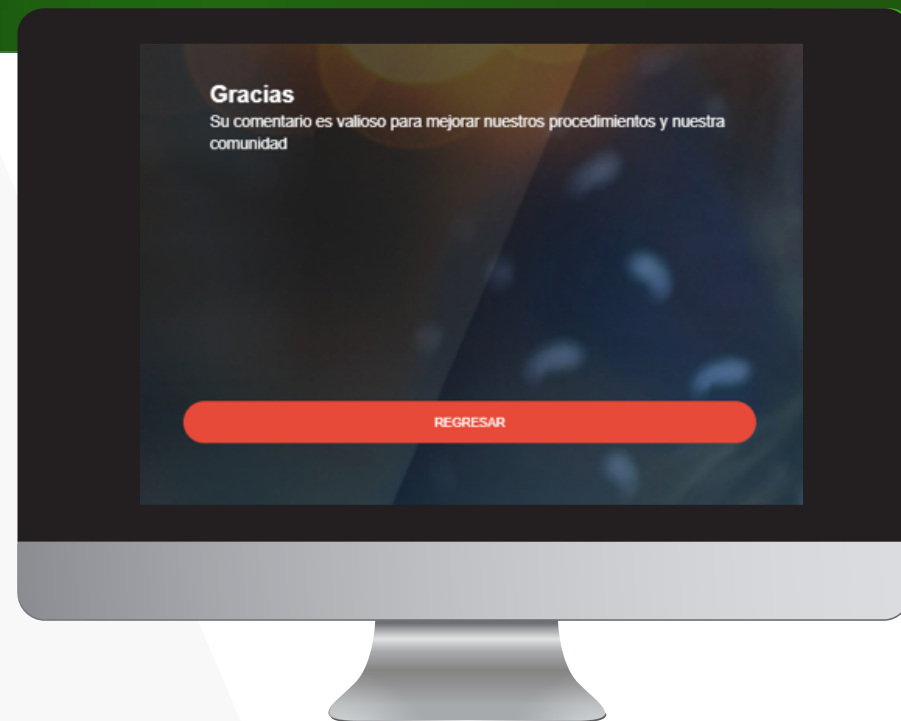 Gracias
Su comentario es valioso para mejorar nuestros procedimientos y nuestra
comunidad
REGRESAR